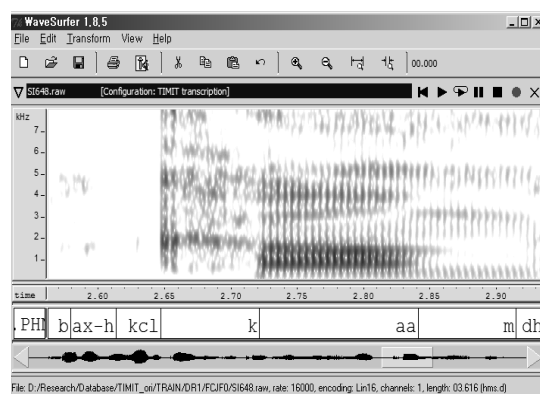 WaveSurfer 1,8,5
File Edit Transform View Help
00.000
SI648.raw [Configuration: TIMIT transcription]
kHz
7
6
5
4
3
2
1
time 2.60 2.65 2.70 2.75 2.80 2.85 2.90
.PHN b ax-h kcl k aa m dh
File: D:/Research/Database/TIMIT_ori/TRAIN/DR1/FCJF0/SI648.raw, rate: 16000, encoding: Lin16, channels: 1, length: 03.616 (hms.d)